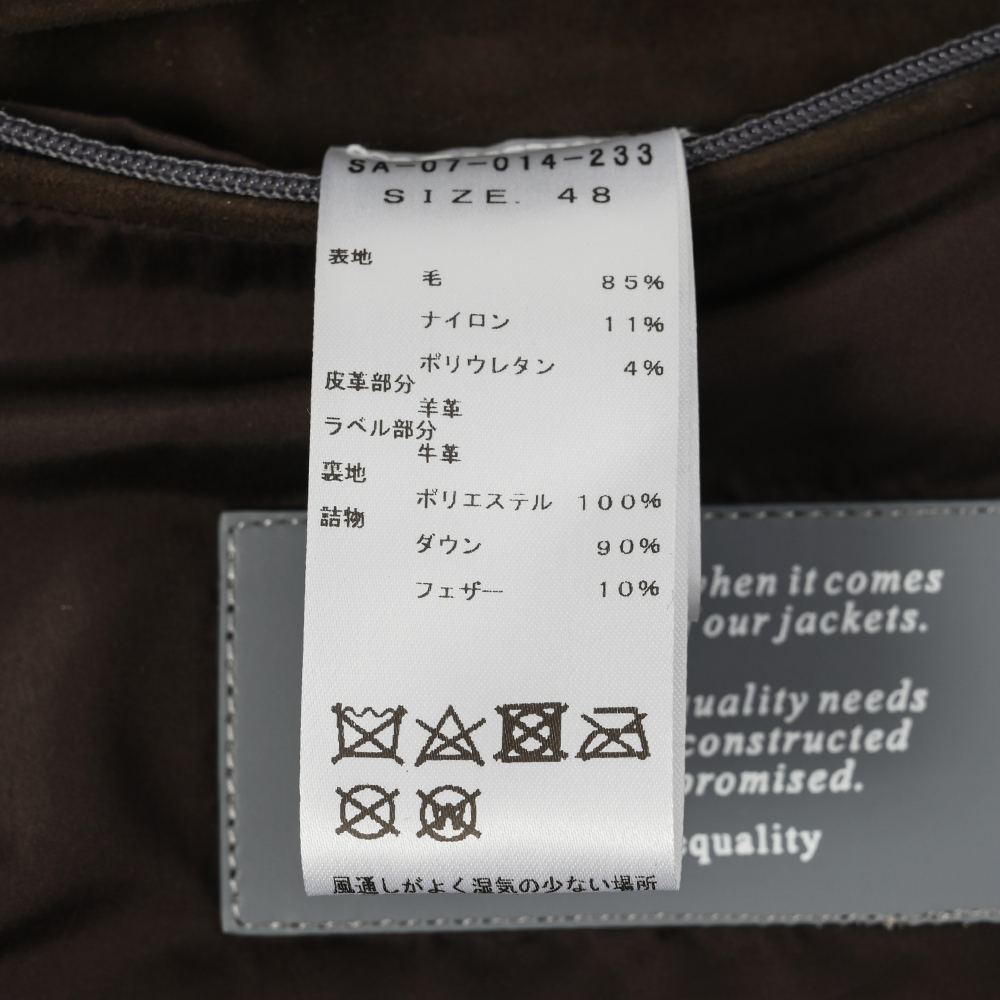 SA-07-014-233
SIZE. 48
表地
毛 85%
ナイロン 11%
ポリウレタン 4%
皮革部分
羊革
ラベル部分
牛革
裏地
ポリエステル 100%
詰物
ダウン 90%
フェザー 10%
W
風通しがよく湿気の少ない場所
hen it comes
our jackets.
uality needs
constructed
promised.
equality